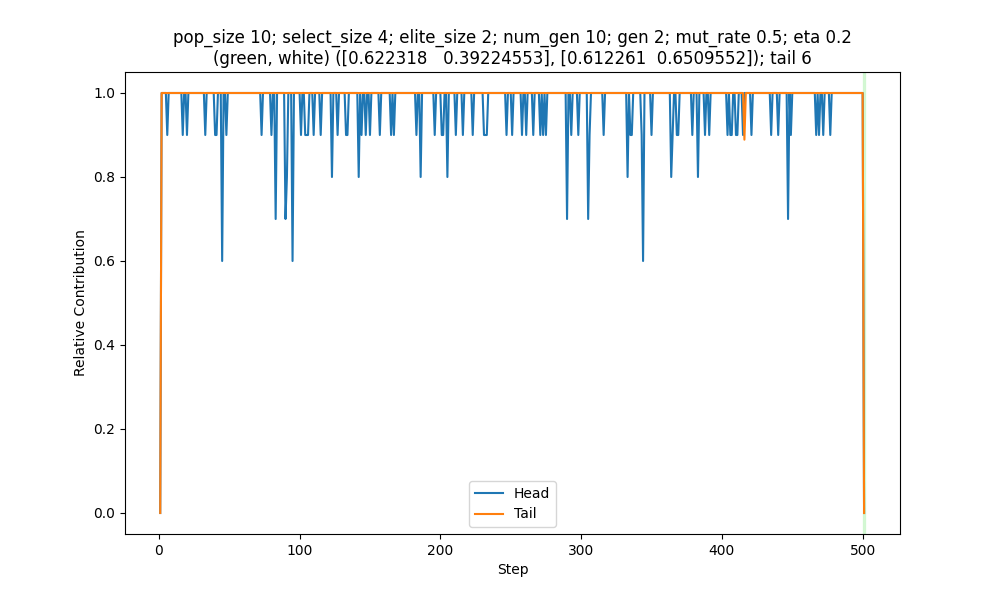 pop_size 10; select_size 4; elite_size 2; num_gen 10; gen 2; mut_rate 0.5; eta 0.2
(green, white) ([0.622318   0.39224553], [0.612261  0.6509552]); tail 6
1.0
0.8
0.6
0.4
0.2
0.0
Relative Contribution
Head
Tail
0
100
200
300
400
500
Step